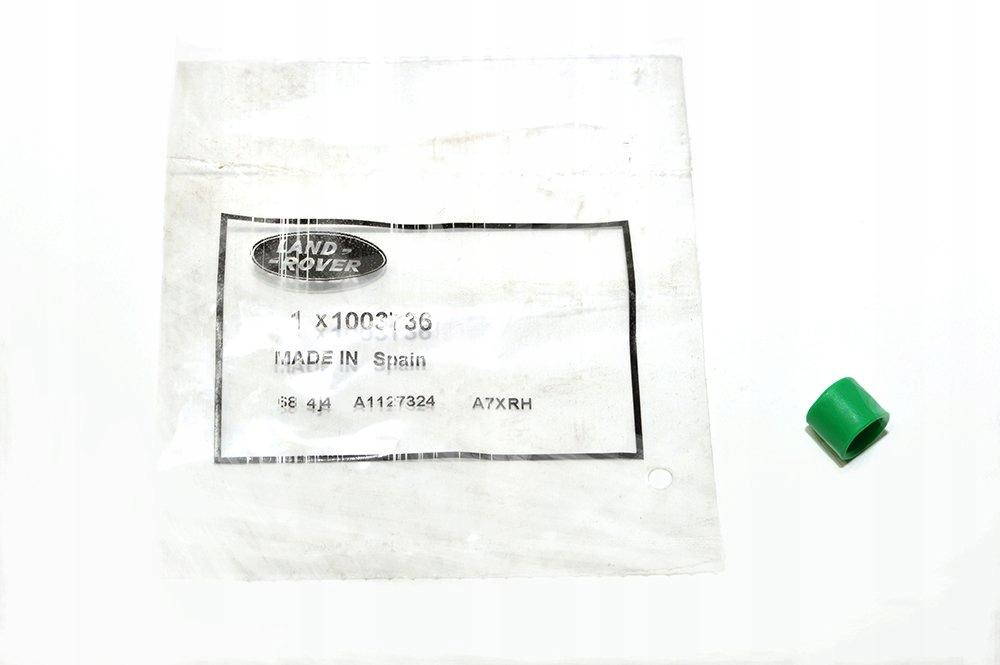 LAND-
-ROVER
1 x1003736
MADE IN Spain
68 4j4 A1127324 A7XRH